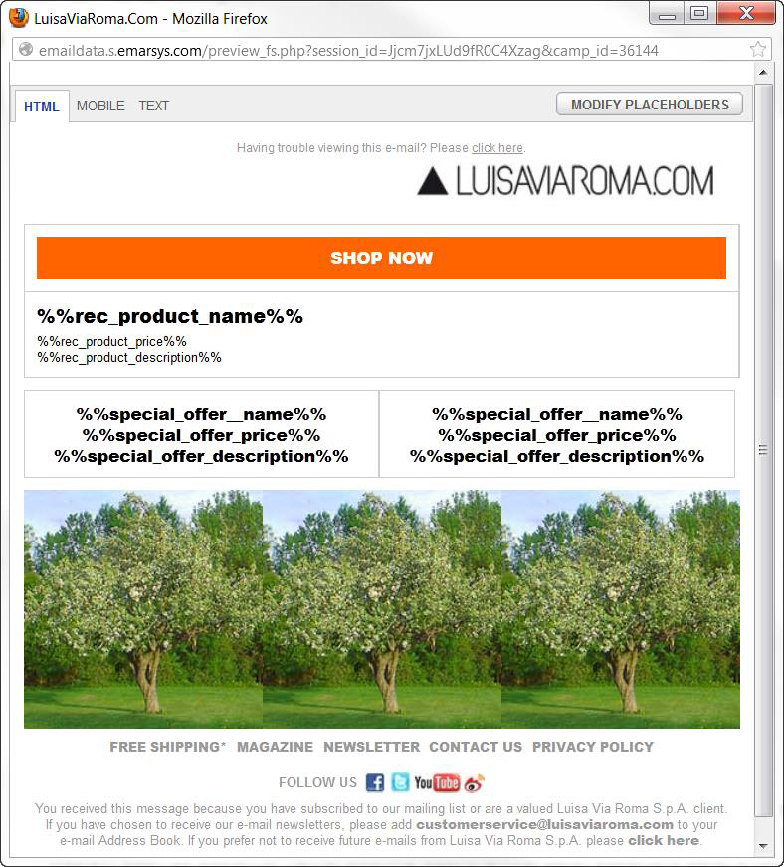 LuisaViaRoma.Com - Mozilla Firefox
emaildata.s.emarsys.com/preview_fs.php?session_id=Jjcm7jxLUd9fR0C4Xzag&camp_id=36144
HTML MOBILE TEXT MODIFY PLACEHOLDERS
Having trouble viewing this e-mail? Please click here.
LUISAVIAROMA.COM
SHOP NOW
%%rec_product_name%%
%%rec_product_price%%
%%rec_product_description%%
%%special_offer__name%% %%special_offer__name%%
%%special_offer_price%% %%special_offer_price%%
%%special_offer_description%% %%special_offer_description%%
FREE SHIPPING* MAGAZINE NEWSLETTER CONTACT US PRIVACY POLICY
FOLLOW US f t YouTube
You received this message because you have subscribed to our mailing list or are a valued Luisa Via Roma S.p.A. client.
If you have chosen to receive our e-mail newsletters, please add customerservice@luisaviaroma.com to your
e-mail Address Book. If you prefer not to receive future e-mails from Luisa Via Roma S.p.A. please click here.